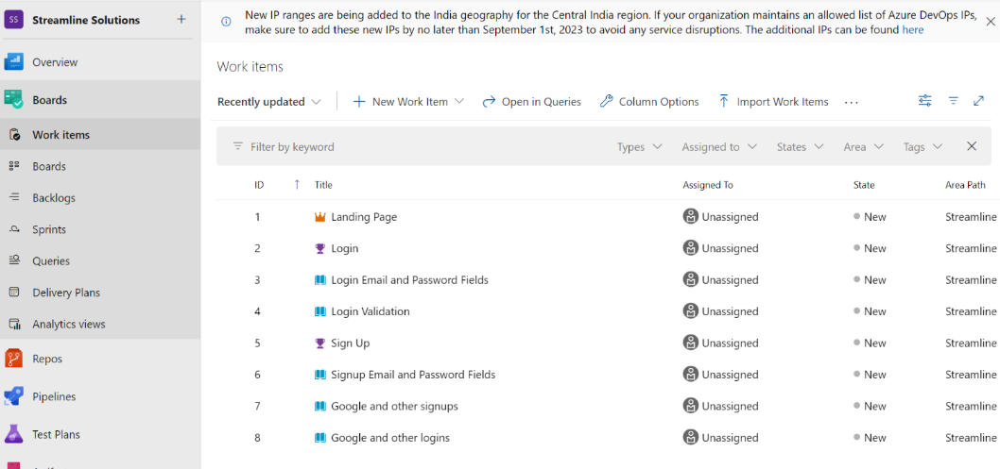 SS Streamline Solutions +
New IP ranges are being added to the India geography for the Central India region. If your organization maintains an allowed list of Azure DevOps IPs,
make sure to add these new IPs by no later than September 1st, 2023 to avoid any service disruptions. The additional IPs can be found here
Overview
Boards
Work items
Boards
Backlogs
Sprints
Queries
Delivery Plans
Analytics views
Repos
Pipelines
Test Plans
Work items
Recently updated
New Work Item
Open in Queries
Column Options
Import Work Items
...
Filter by keyword
Types
Assigned to
States
Area
Tags
ID Title Assigned To State Area Path
1 Landing Page Unassigned New Streamline
2 Login Unassigned New Streamline
3 Login Email and Password Fields Unassigned New Streamline
4 Login Validation Unassigned New Streamline
5 Sign Up Unassigned New Streamline
6 Signup Email and Password Fields Unassigned New Streamline
7 Google and other signups Unassigned New Streamline
8 Google and other logins Unassigned New Streamline